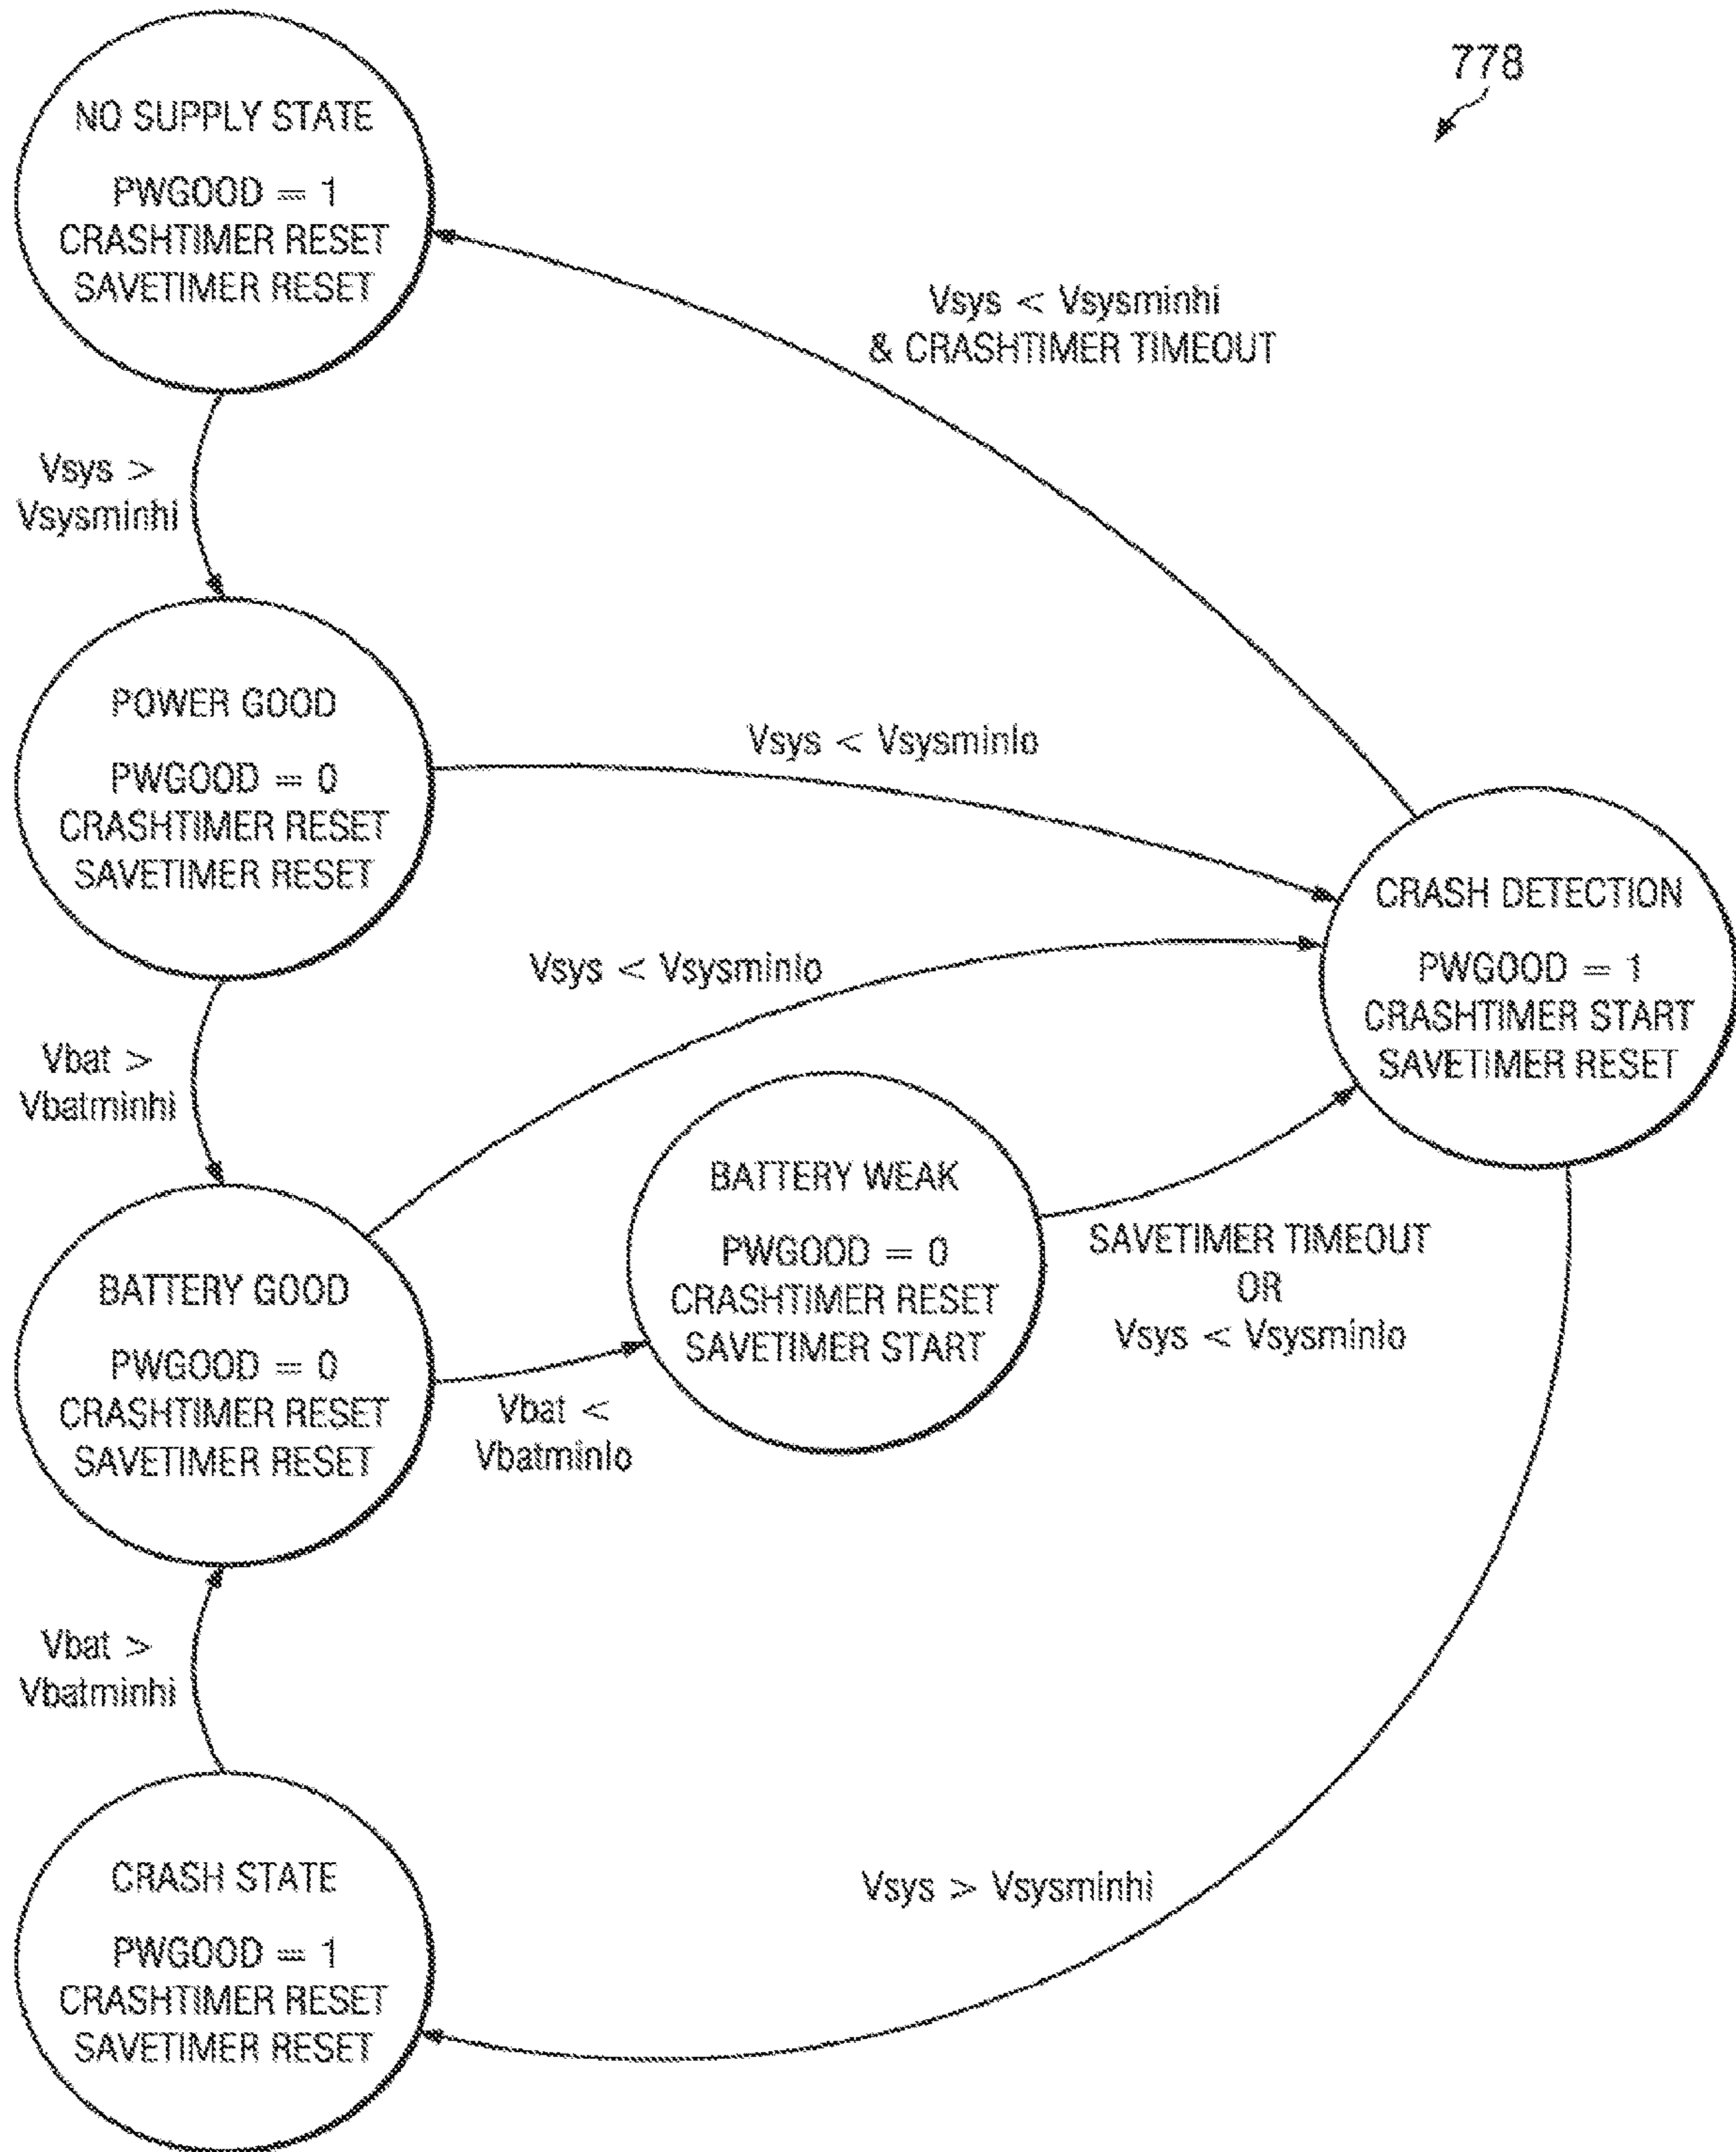 778
NO SUPPLY STATE
PWGOOD = 1
CRASHTIMER RESET
SAVETIMER RESET
Vsys < Vsysminhi
& CRASHTIMER TIMEOUT
Vsys >
Vsysminhi
POWER GOOD
PWGOOD = 0
CRASHTIMER RESET
SAVETIMER RESET
Vsys < Vsysminlo
CRASH DETECTION
PWGOOD = 1
CRASHTIMER START
SAVETIMER RESET
Vsys < Vsysminlo
Vbat >
Vbatminhi
BATTERY WEAK
PWGOOD = 0
CRASHTIMER RESET
SAVETIMER START
SAVETIMER TIMEOUT
OR
Vsys < Vsysminlo
BATTERY GOOD
PWGOOD = 0
CRASHTIMER RESET
SAVETIMER RESET
Vbat <
Vbatminlo
Vbat >
Vbatminhi
CRASH STATE
PWGOOD = 1
CRASHTIMER RESET
SAVETIMER RESET
Vsys > Vsysminhi